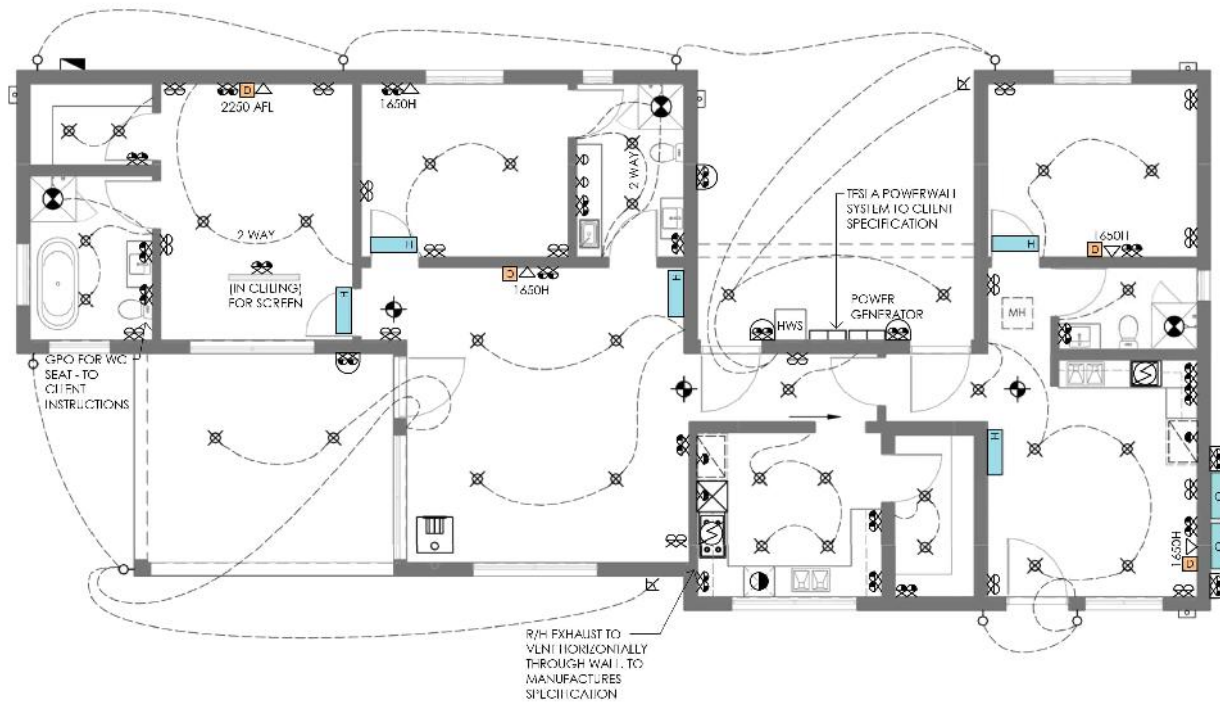 2250 AFL
1650H
2 WAY
TESLA POWERWALL
SYSTEM TO CLIENT
SPECIFICATION
2 WAY
(IN CEILING)
FOR SCREEN
1650H
1650H
HWS
POWER
GENERATOR
MH
GPO FOR WC
SEAT - TO
CLIENT
INSTRUCTIONS
1650H
R/H EXHAUST TO
VENT HORIZONTALLY
THROUGH WALL. TO
MANUFACTURES
SPECIFICATION
D
D
D
D
H
H
H
H
H